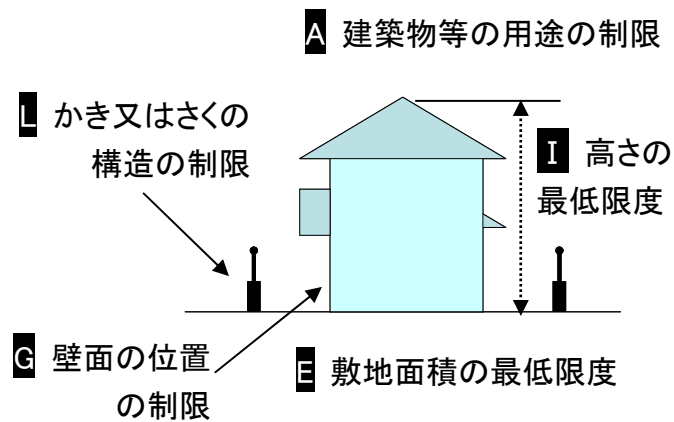 A 建築物等の用途の制限
L かき又はさくの
構造の制限
I 高さの
最低限度
G 壁面の位置
の制限
E 敷地面積の最低限度